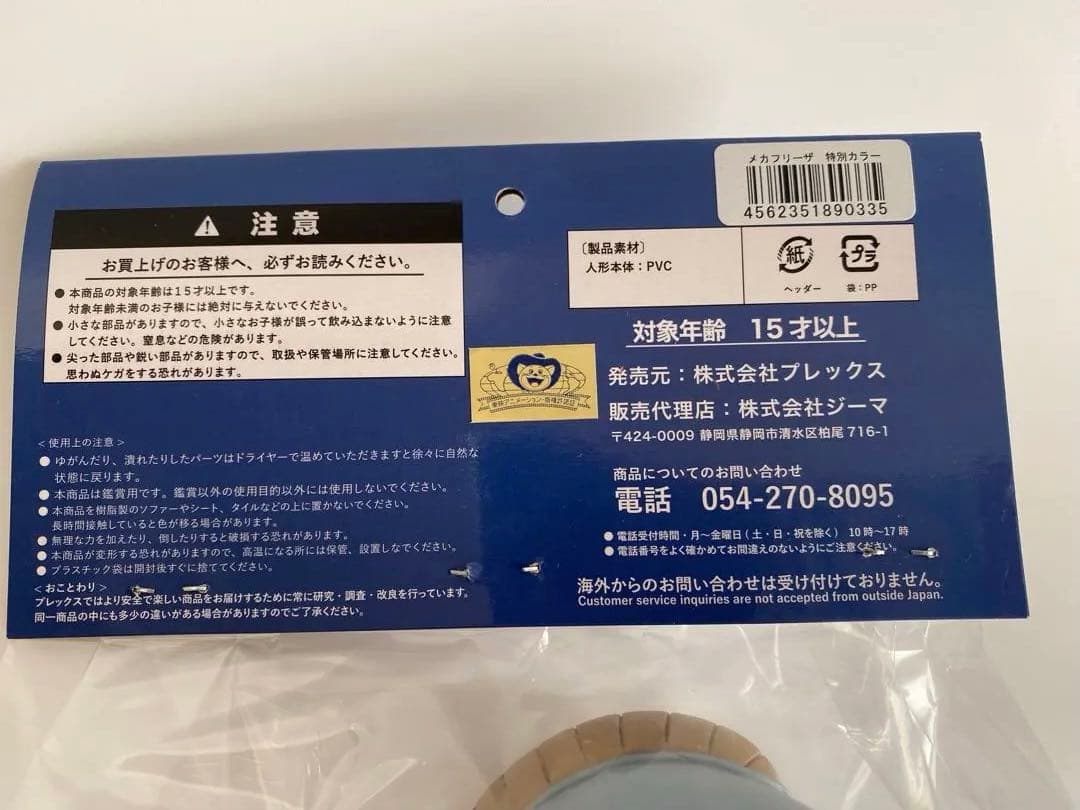 注意
お買上げのお客様へ、必ずお読みください。
● 本商品の対象年齢は15才以上です。
対象年齢未満のお子様には絶対に与えないでください。
● 小さな部品がありますので、小さなお子様が誤って飲み込まないように注意
してください。窒息などの危険があります。
● 尖った部品や鋭い部品がありますので、取扱や保管場所に注意してください。
思わぬケガをする恐れがあります。
＜使用上の注意＞
● ゆがんだり、潰れたりしたパーツはドライヤーで温めていただきますと徐々に自然な
状態に戻ります。
● 本商品は鑑賞用です。鑑賞以外の使用目的以外には使用しないでください。
● 本商品を樹脂製のソファーやシート、タイルなどの上に置かないでください。
長時間接触していると色が移る場合があります。
● 無理な力を加えたり、倒したりすると破損する恐れがあります。
● 本商品が変形する恐れがありますので、高温になる所には保管、設置しなでください。
● プラスチック袋は開封後すぐに捨ててください。
＜おことわり＞
プレックスではより安全で楽しい商品をお届けするために常に研究・調査・改良を行っています。
同一商品の中にも多少の違いがある場合がありますのでご了承ください。
東映アニメーション・版権許諾証
メカフリーザ 特別カラー
4562351890335
〔製品素材〕
人形本体：PVC
紙
ヘッダー
プラ
袋：PP
対象年齢 15才以上
発売元：株式会社プレックス
販売代理店：株式会社ジーマ
〒424-0009 静岡県静岡市清水区柏尾716-1
商品についてのお問い合わせ
電話 054-270-8095
● 電話受付時間・月〜金曜日（土・日・祝を除く） 10時〜17時
● 電話番号をよく確かめてお間違えのないようにご注意ください。
海外からのお問い合わせは受け付けておりません。
Customer service inquiries are not accepted from outside Japan.